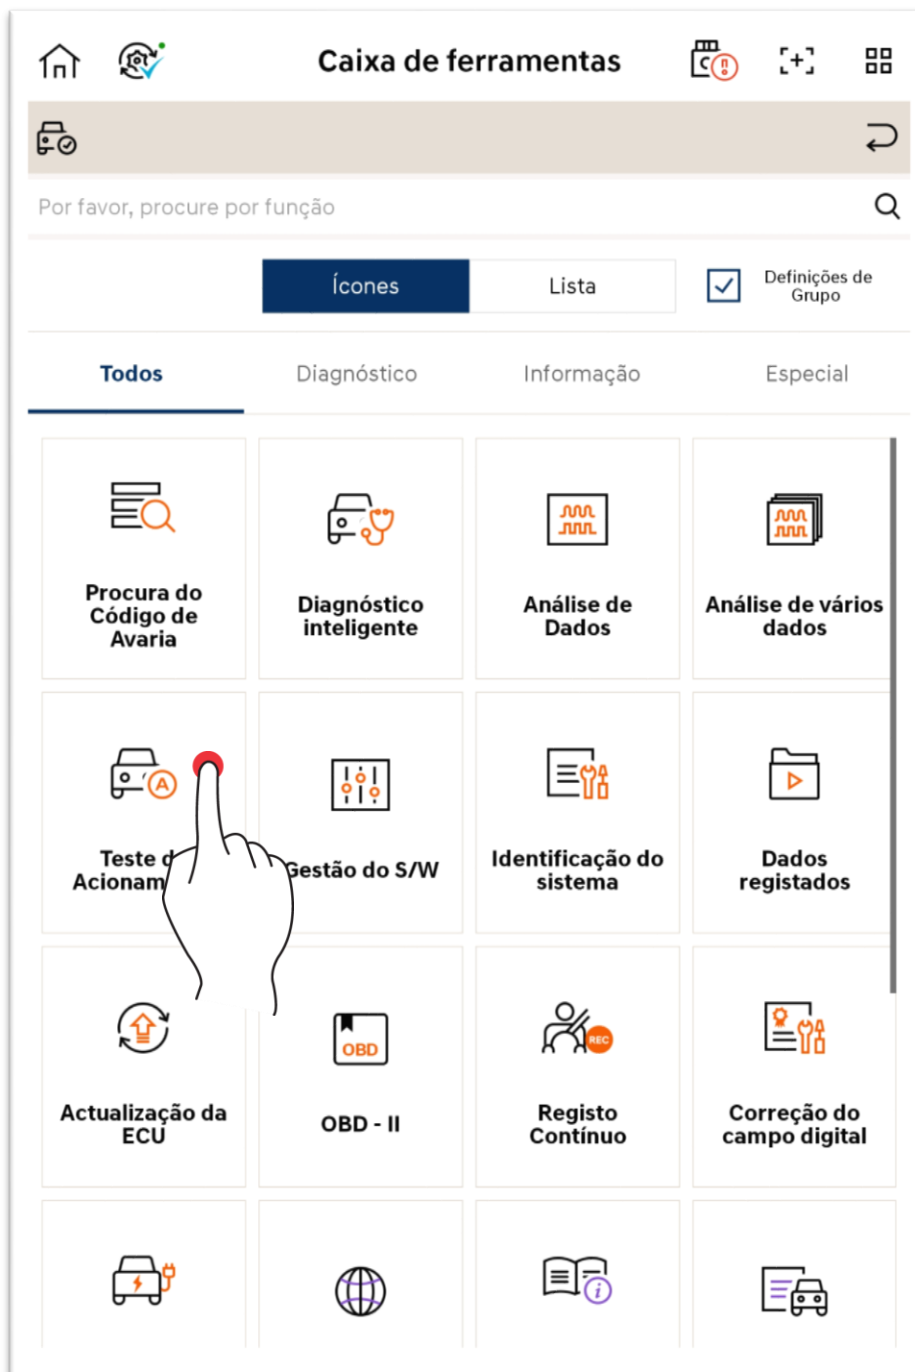 Caixa de ferramentas
Por favor, procure por função
Ícones
Lista
Definições de
Grupo
Todos
Diagnóstico
Informação
Especial
Procura do
Código de
Avaria
Diagnóstico
inteligente
Análise de
Dados
Análise de vários
dados
A
Teste d
Acionam
Gestão do S/W
Identificação do
sistema
Dados
registados
Actualização da
ECU
OBD
OBD - II
REC
Registo
Contínuo
Correção do
campo digital